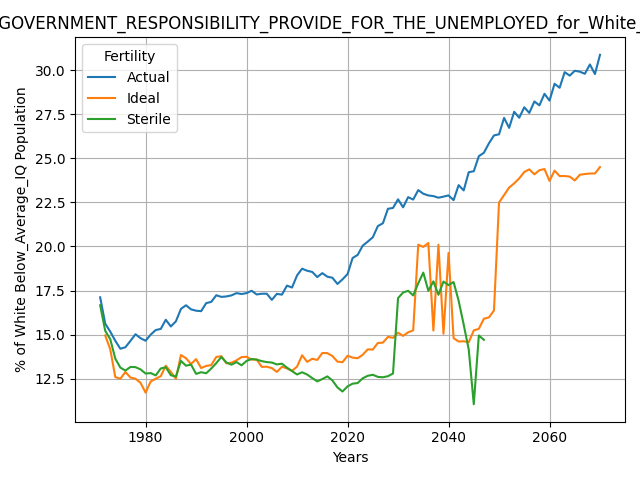 GOVERNMENT_RESPONSIBILITY_PROVIDE_FOR_THE_UNEMPLOYED_for_White_
Fertility
Actual
Ideal
Sterile
% of White Below_Average_IQ Population
30.0
27.5
25.0
22.5
20.0
17.5
15.0
12.5
1980
2000
2020
2040
2060
Years